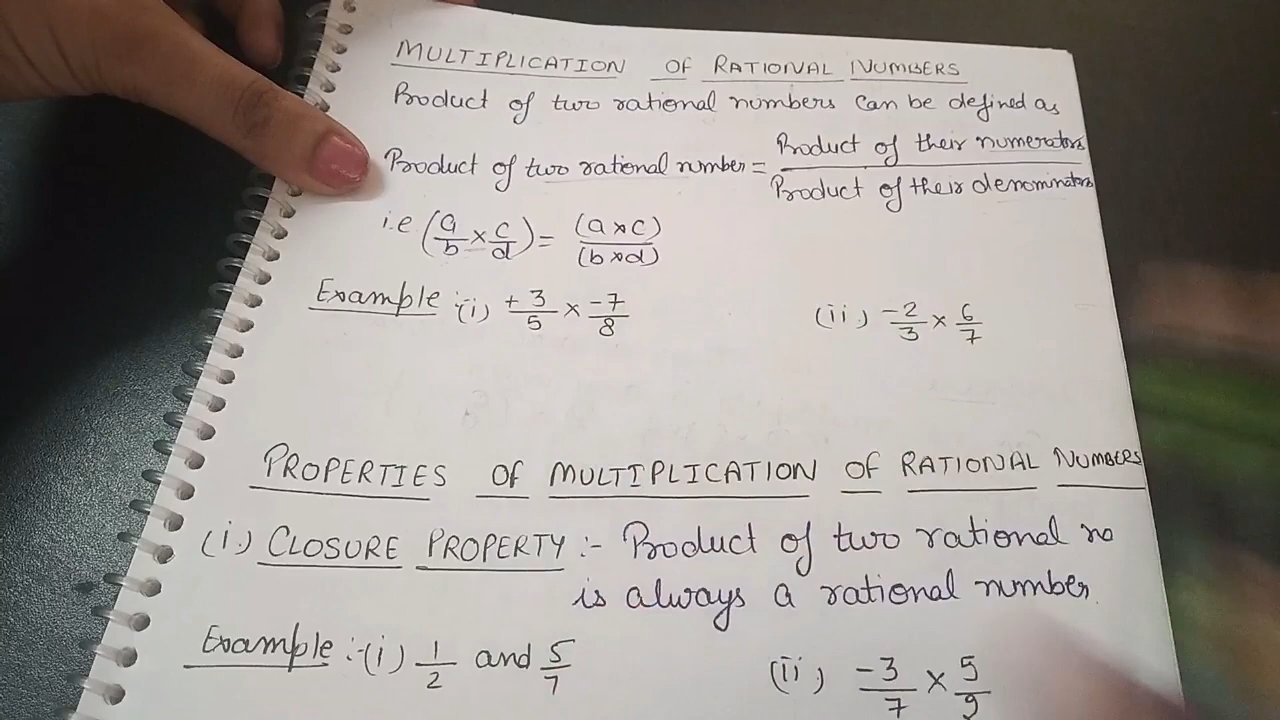 MULTIPLICATION OF RATIONAL NUMBERS
Product of two rational numbers can be defined as
Product of two rational number = Product of their numerators / Product of their denominators
i.e (a/b × c/d) = (a×c)/(b×d)
Example :- (i) +3/5 × -7/8 (ii) -2/3 × 6/7
PROPERTIES OF MULTIPLICATION OF RATIONAL NUMBERS
(i.) CLOSURE PROPERTY :- Product of two rational no
is always a rational number.
Example :- (i) 1/2 and 5/7 (ii) -3/7 × 5/9